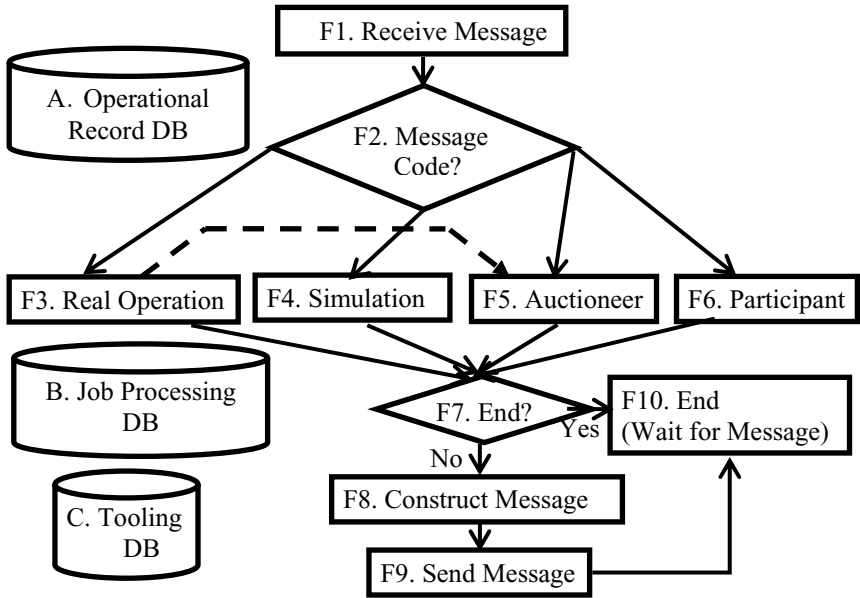 F1. Receive Message
A. Operational
Record DB
F2. Message
Code?
F3. Real Operation
F4. Simulation
F5. Auctioneer
F6. Participant
B. Job Processing
DB
F7. End?
Yes
F10. End
(Wait for Message)
No
F8. Construct Message
C. Tooling
DB
F9. Send Message